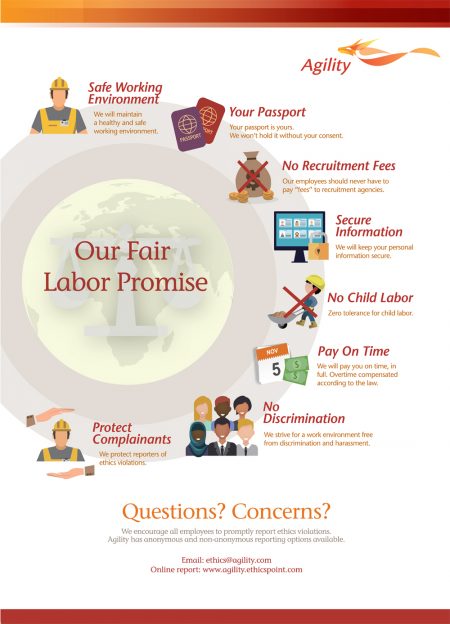 Agility
Safe Working
Environment
We will maintain
a healthy and safe
working environment.
PASSPORT
PASSPORT
Your Passport
Your passport is yours.
We won't hold it without your consent.
No Recruitment Fees
Our employees should never have to
pay "fees" to recruitment agencies.
Secure
Information
We will keep your personal
information secure.
Our Fair
Labor Promise
No Child Labor
Zero tolerance for child labor.
NOV
5
Pay On Time
We will pay you on time, in
full. Overtime compensated
according to the law.
No
Discrimination
We strive for a work environment free
from discrimination and harassment.
Protect
Complainants
We protect reporters of
ethics violations.
Questions? Concerns?
We encourage all employees to promptly report ethics violations.
Agility has anonymous and non-anonymous reporting options available.
Email: ethics@agility.com
Online report: www.agility.ethicspoint.com